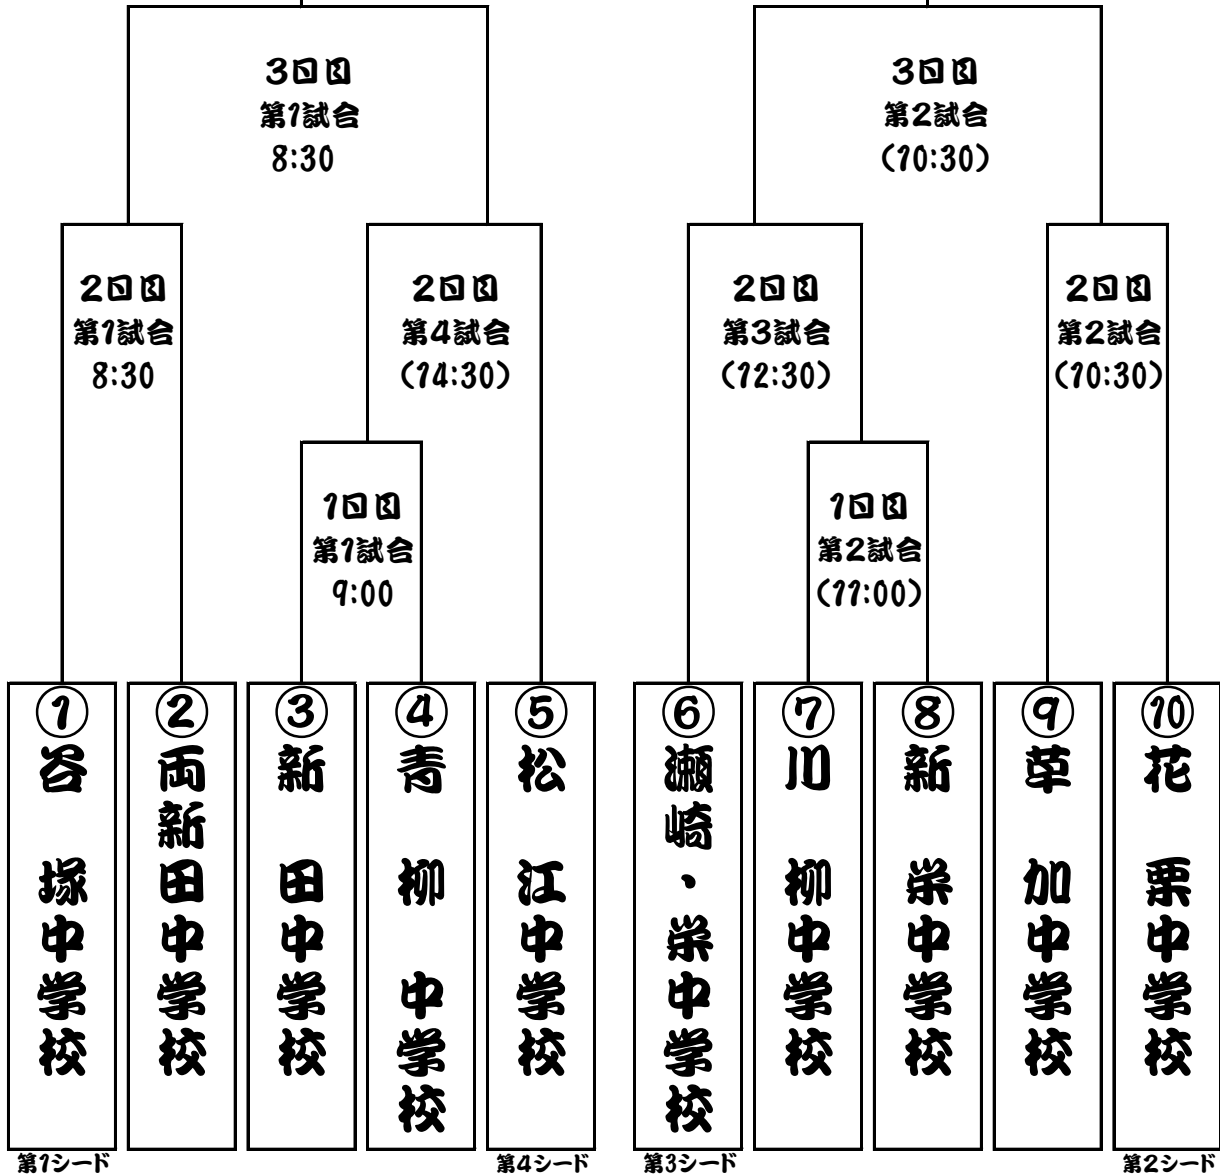 3日目
第1試合
8:30
3日目
第2試合
(10:30)
2日目
第1試合
8:30
2日目
第4試合
(14:30)
2日目
第3試合
(12:30)
2日目
第2試合
(10:30)
1日目
第1試合
9:00
1日目
第2試合
(11:00)
①谷 塚中学校
②両新田中学校
③新 田中学校
④青 柳 中学校
⑤松 江中学校
⑥瀬崎・栄中学校
⑦川 柳中学校
⑧新 栄中学校
⑨草 加中学校
⑩花 栗中学校
第1シード
第4シード
第3シード
第2シード